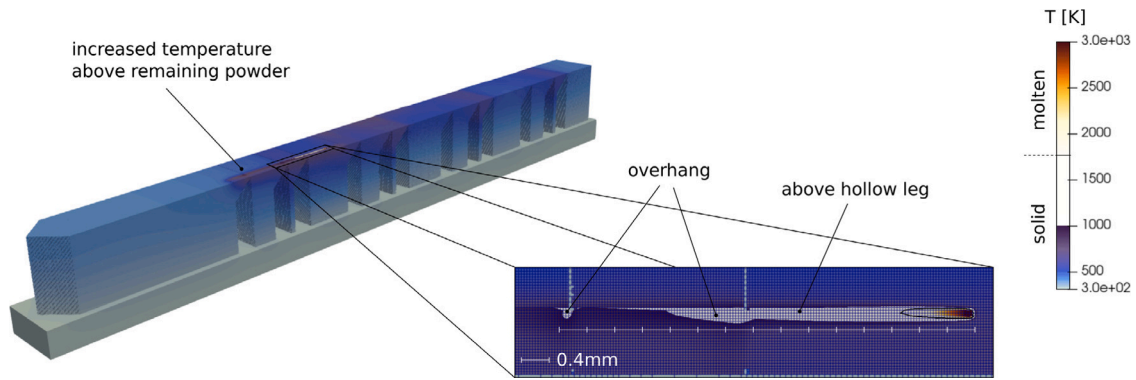 T [K]
increased temperature
above remaining powder
3.0e+03
2500
2000
1500
1000
500
3.0e+02
molten
solid
overhang
above hollow leg
0.4mm